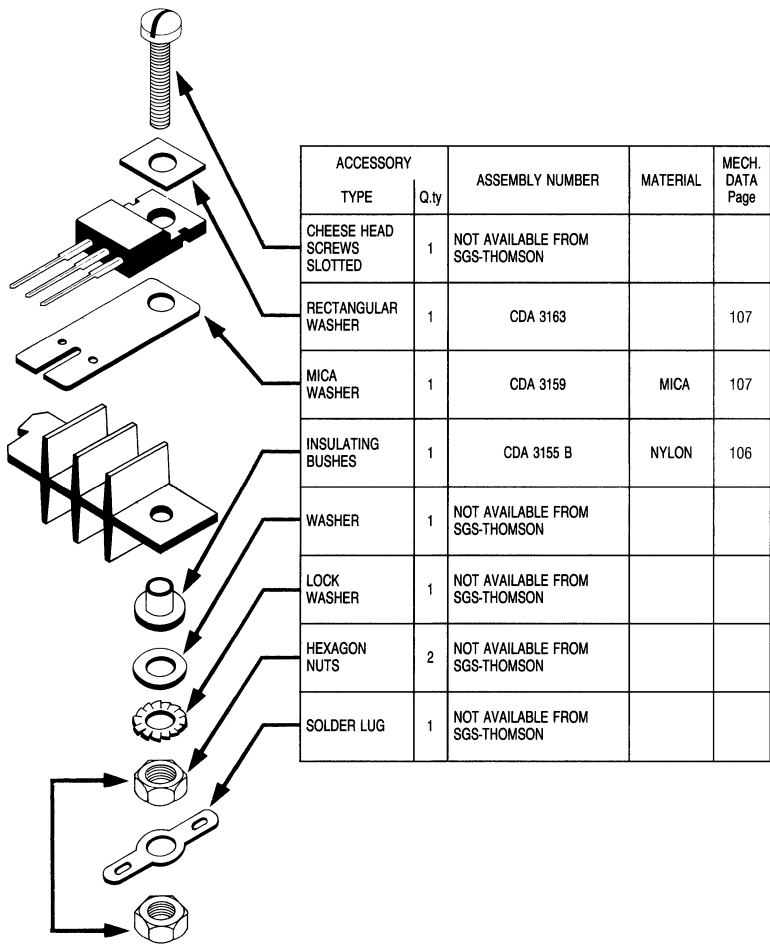 ACCESSORY
TYPE
Q.ty
ASSEMBLY NUMBER
MATERIAL
MECH.
DATA
Page
CHEESE HEAD
SCREWS
SLOTTED
1
NOT AVAILABLE FROM
SGS-THOMSON
RECTANGULAR
WASHER
1
CDA 3163
107
MICA
WASHER
1
CDA 3159
MICA
107
INSULATING
BUSHES
1
CDA 3155 B
NYLON
106
WASHER
1
NOT AVAILABLE FROM
SGS-THOMSON
LOCK
WASHER
1
NOT AVAILABLE FROM
SGS-THOMSON
HEXAGON
NUTS
2
NOT AVAILABLE FROM
SGS-THOMSON
SOLDER LUG
1
NOT AVAILABLE FROM
SGS-THOMSON